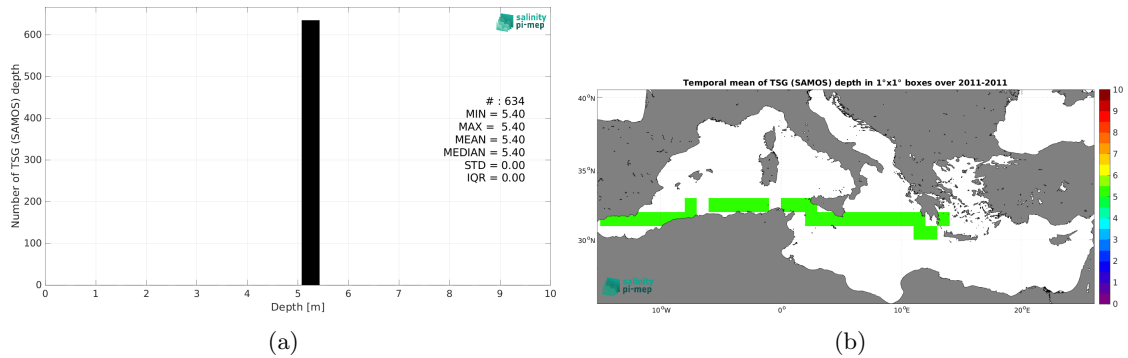 600
500
400
300
200
100
0
Number of TSG (SAMOS) depth
salinity
pi-mep
# : 634
MIN = 5.40
MAX = 5.40
MEAN = 5.40
MEDIAN = 5.40
STD = 0.00
IQR = 0.00
0 1 2 3 4 5 6 7 8 9 10
Depth [m]
(a)
Temporal mean of TSG (SAMOS) depth in 1°x1° boxes over 2011-2011
40°N
35°N
30°N
10°W 0° 10°E 20°E
salinity
pi-mep
10
9
8
7
6
5
4
3
2
1
0
(b)